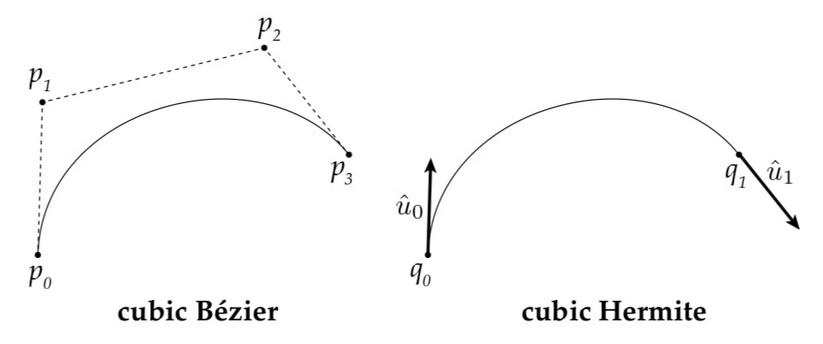 p₂
p₁
p₃
p₀
cubic Bézier
û₀
q₁
û₁
q₀
cubic Hermite